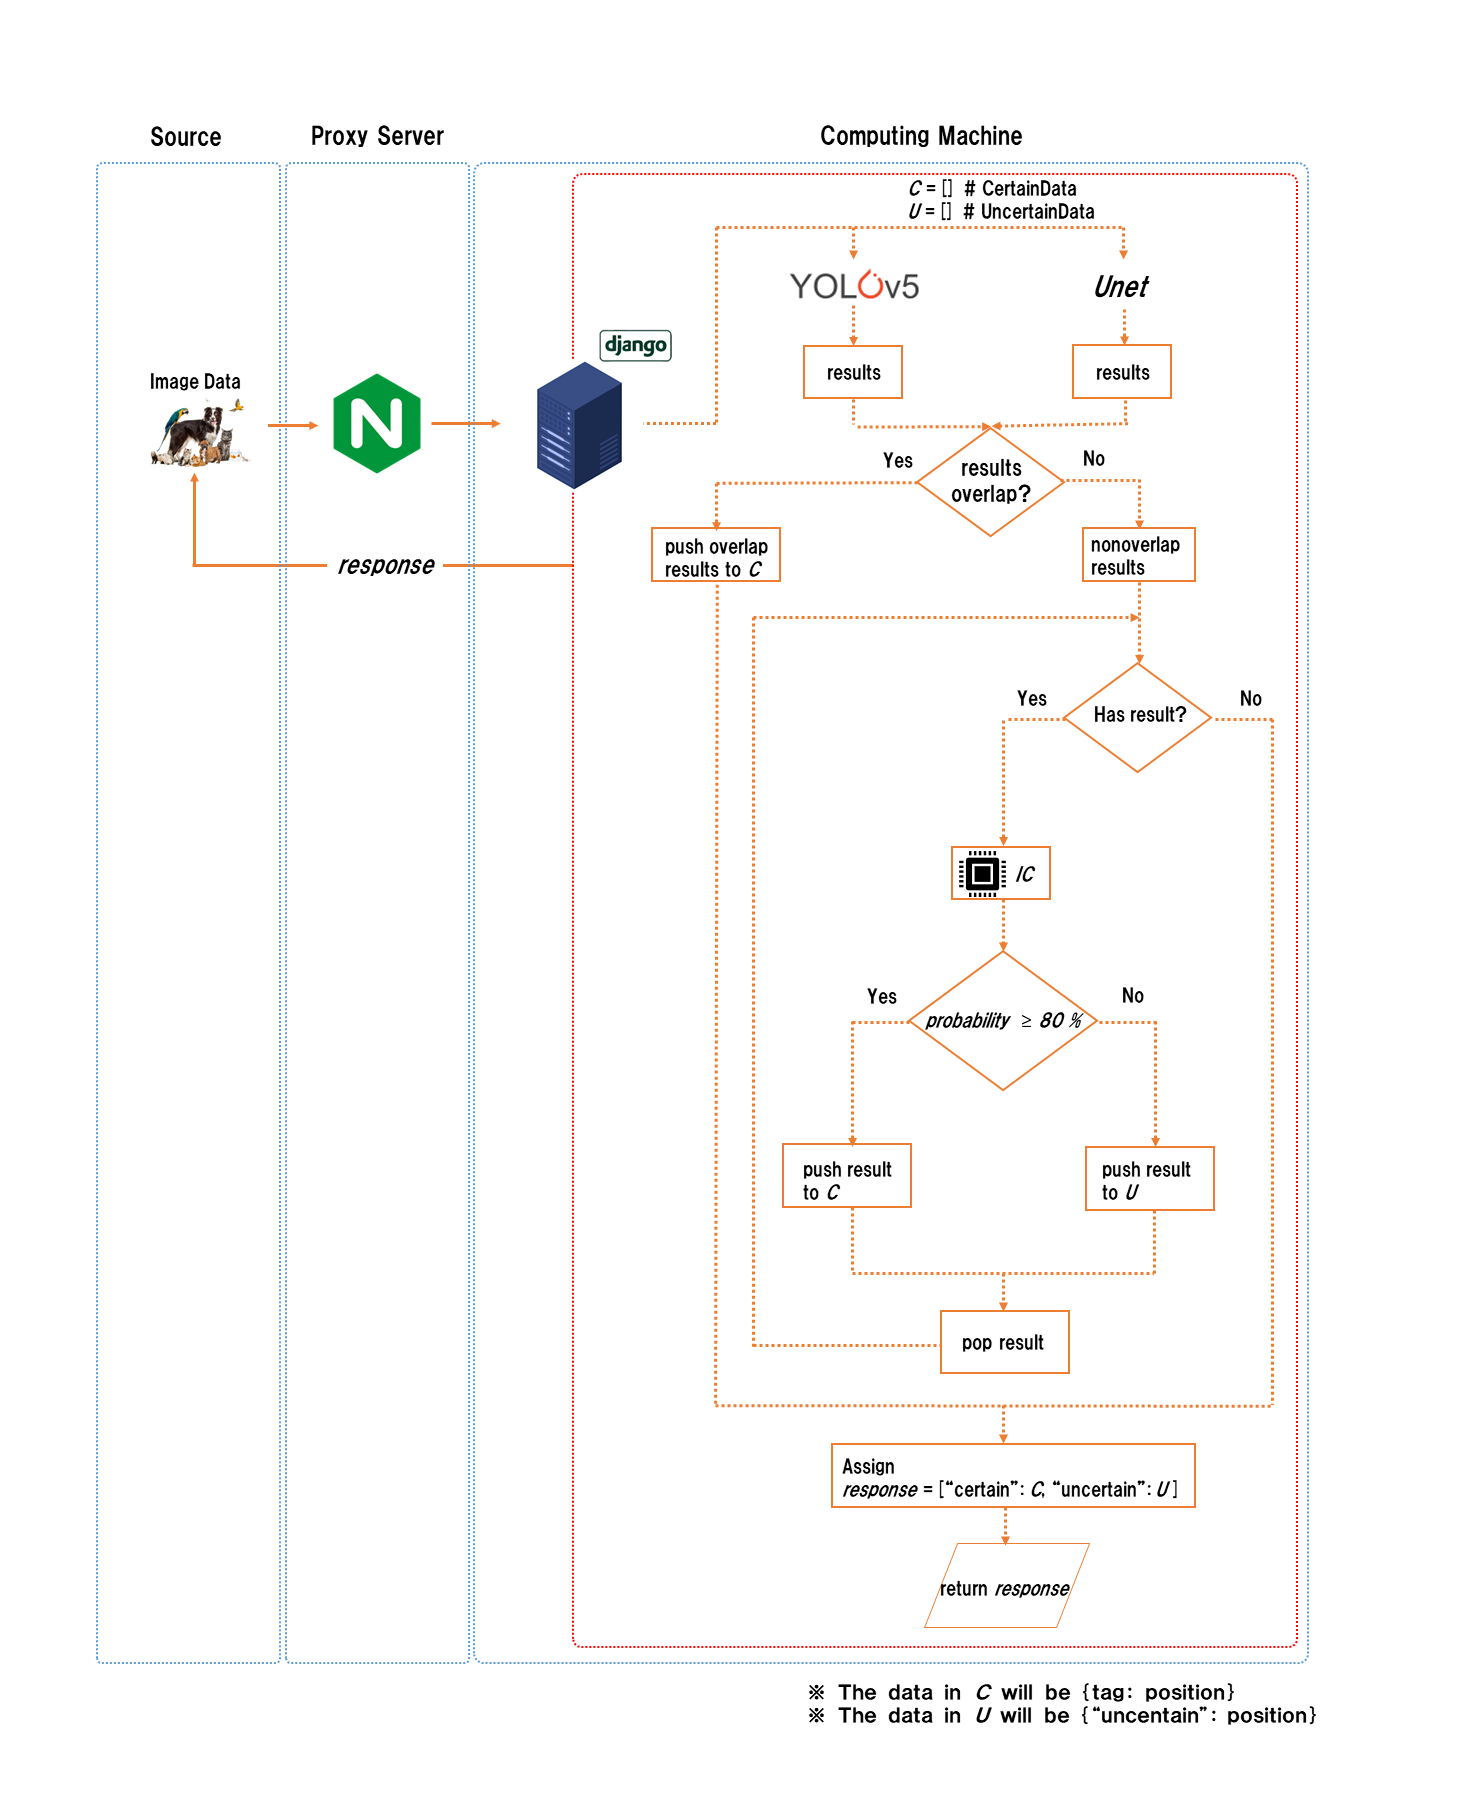 Source
Proxy Server
Computing Machine
C = [] # CertainData
U = [] # UncertainData
YOLOv5
Unet
django
Image Data
N
results
results
results
overlap?
Yes
No
push overlap
results to C
nonoverlap
results
response
Has result?
Yes
No
IC
probability ≥ 80 %
Yes
No
push result
to C
push result
to U
pop result
Assign
response = [“certain”: C, “uncertain”: U ]
return response
※ The data in C will be {tag: position}
※ The data in U will be {“uncentain”: position}